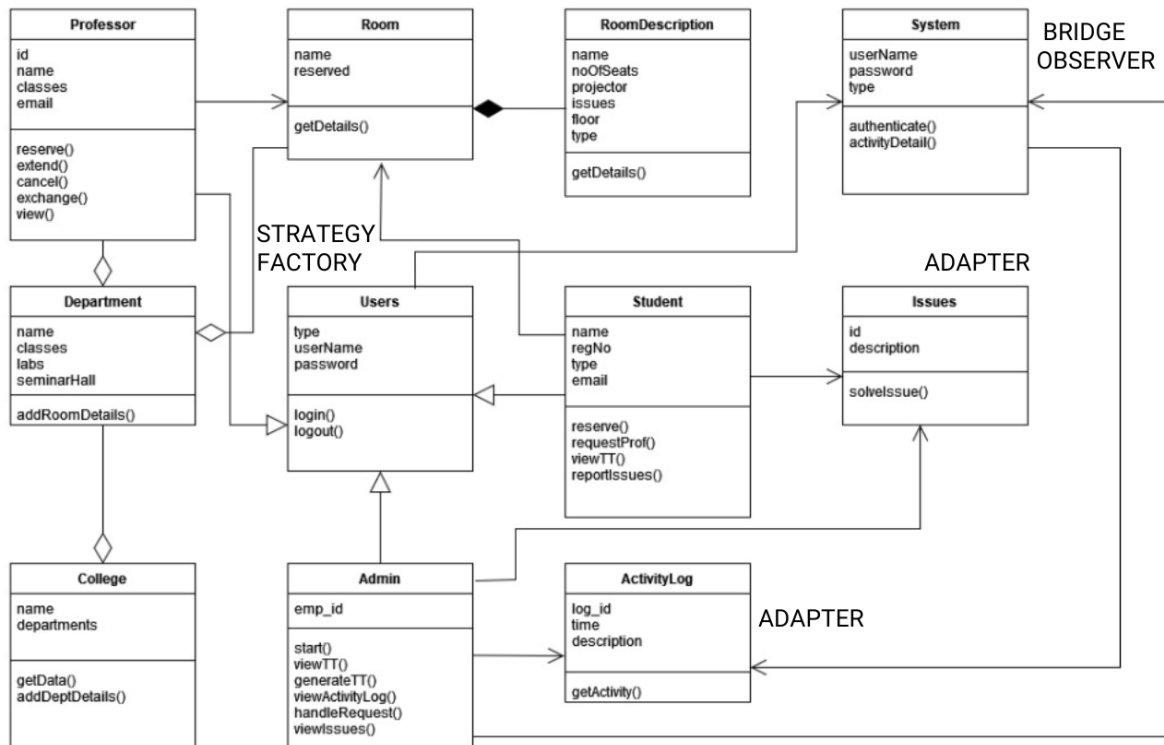 Professor
id
name
classes
email
reserve()
extend()
cancel()
exchange()
view()
Room
name
reserved
getDetails()
RoomDescription
name
noOfSeats
projector
issues
floor
type
getDetails()
System
userName
password
type
authenticate()
activityDetail()
BRIDGE
OBSERVER
STRATEGY
FACTORY
ADAPTER
Department
name
classes
labs
seminarHall
addRoomDetails()
Users
type
userName
password
login()
logout()
Student
name
regNo
type
email
reserve()
requestProf()
viewTT()
reportIssues()
Issues
id
description
solveIssue()
College
name
departments
getData()
addDeptDetails()
Admin
emp_id
start()
viewTT()
generateTT()
viewActivityLog()
handleRequest()
viewIssues()
ActivityLog
log_id
time
description
getActivity()
ADAPTER